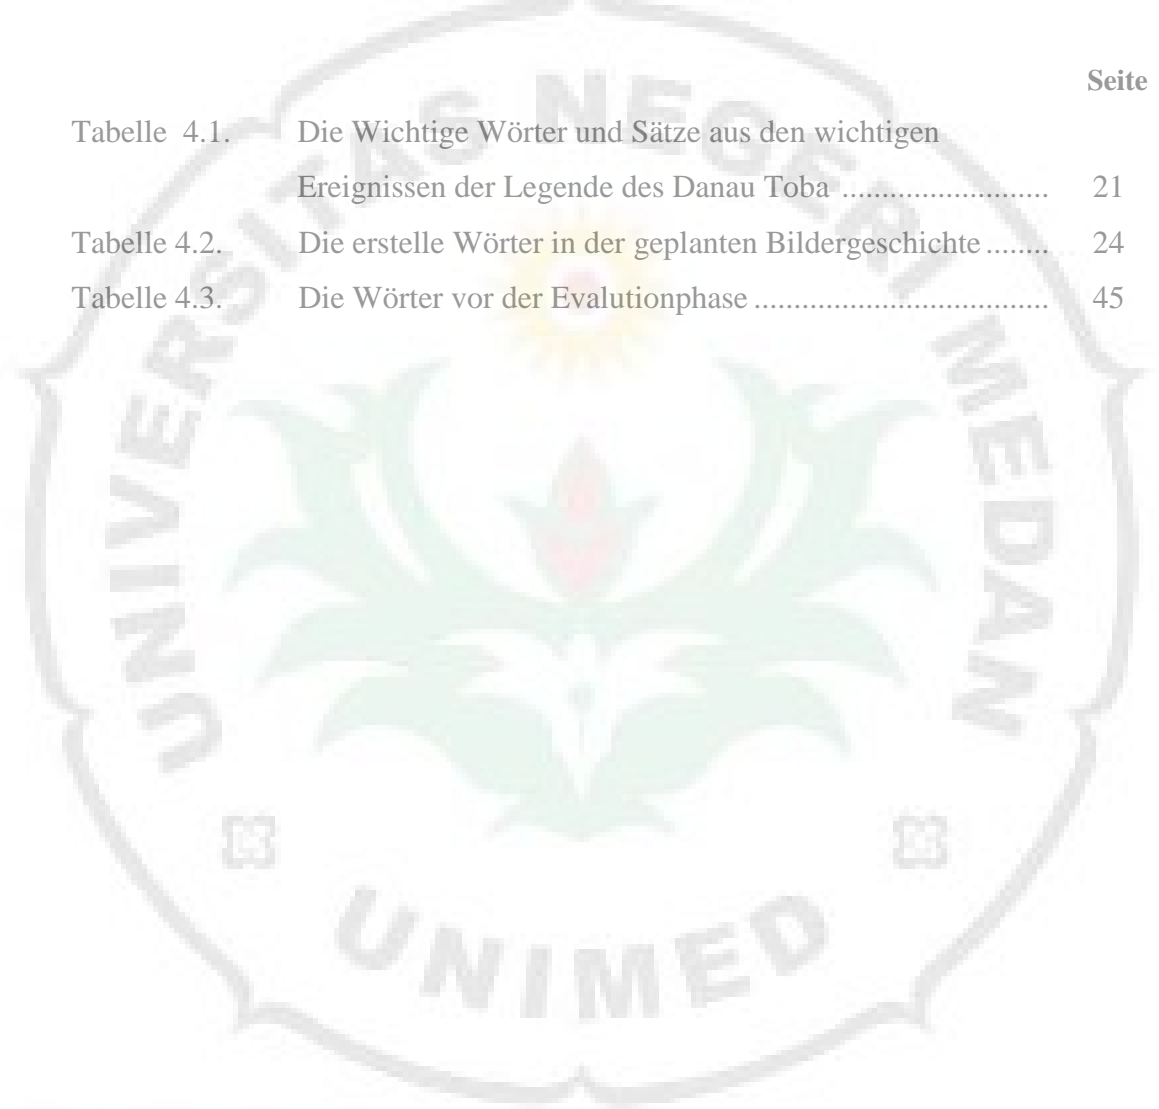 Seite
Tabelle 4.1. Die Wichtige Wörter und Sätze aus den wichtigen
Ereignissen der Legende des Danau Toba .......................... 21
Tabelle 4.2. Die erstelle Wörter in der geplanten Bildergeschichte ........ 24
Tabelle 4.3. Die Wörter vor der Evalutionphase ..................................... 45
UNIVERSITAS NEGERI MEDAN
UNIMED